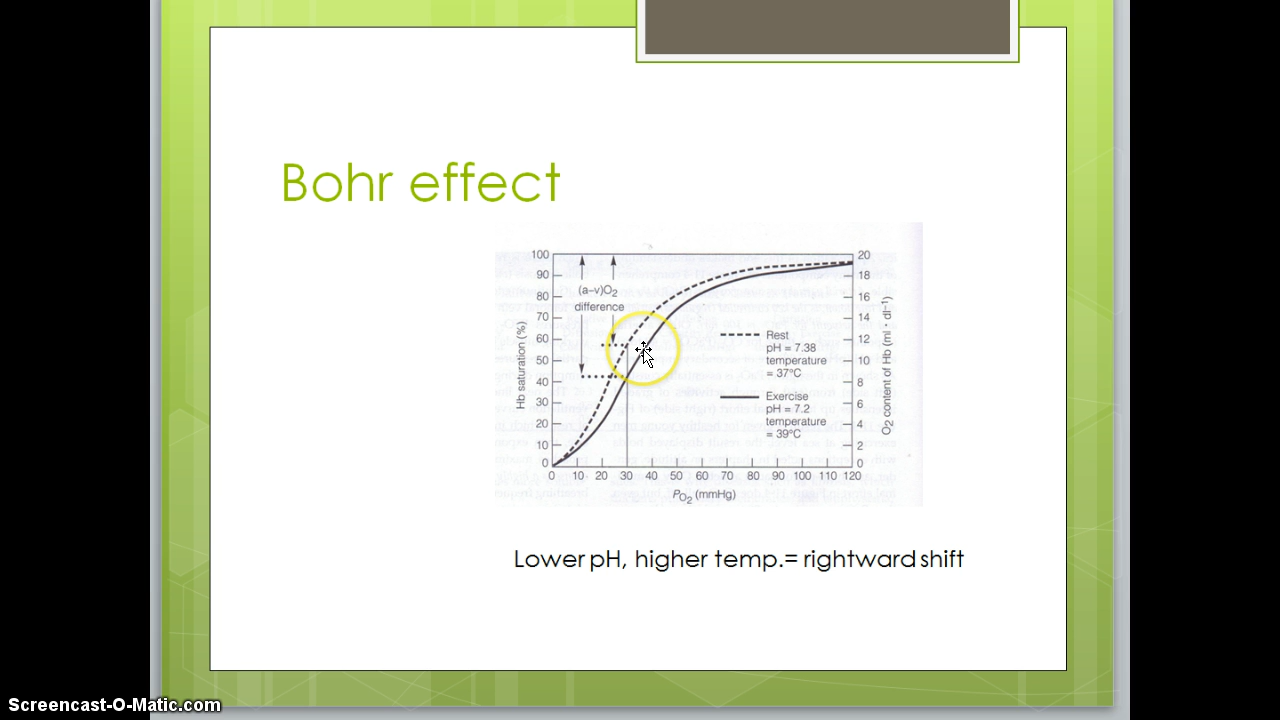 Bohr effect
100
90
80
70
60
50
40
30
20
10
0
Hb saturation (%)
(a–v)O2
difference
20
18
16
14
12
10
8
6
4
2
0
O2 content of Hb (ml · dl–1)
Rest
pH = 7.38
temperature
= 37°C
Exercise
pH = 7.2
temperature
= 39°C
0 10 20 30 40 50 60 70 80 90 100 110 120
PO2 (mmHg)
Lower pH, higher temp.= rightward shift
Screencast-O-Matic.com